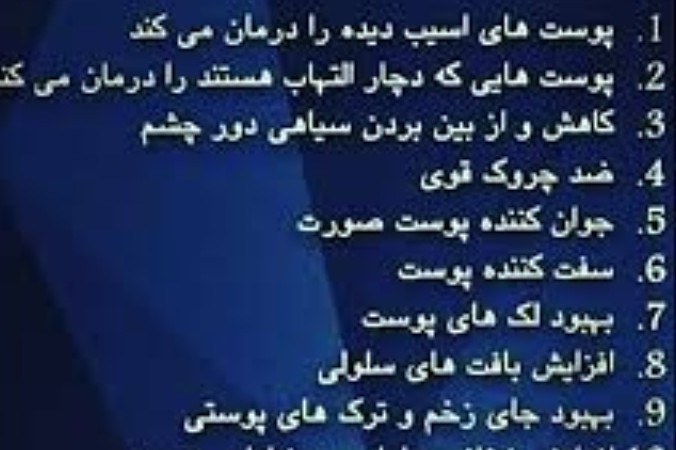 1. پوست های اسیب دیده را درمان می کند
2. پوست هایی که دچار التهاب هستند را درمان می
3. کاهش و از بین بردن سیاهی دور چشم
4. ضد چروک قوی
5. جوان کننده پوست صورت
6. سفت کننده پوست
7. بهبود لک های پوست
8. افزایش بافت های سلولی
9. بهبود جای زخم و ترک های پوستی